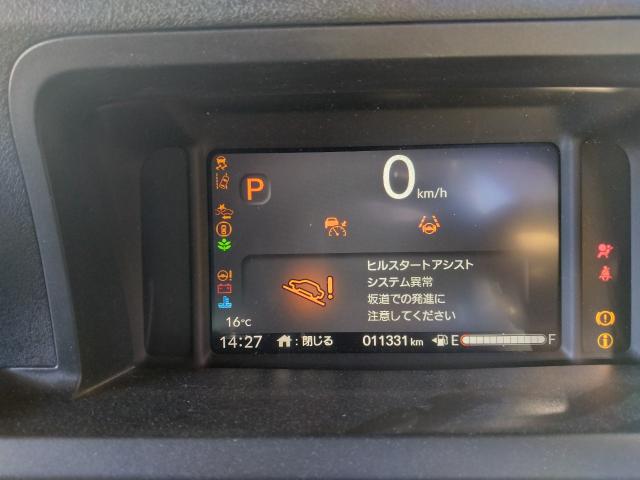 P
0 km/h
ヒルスタートアシスト
システム異常
坂道での発進に
注意してください
16℃
14:27 :閉じる 011331 km E F